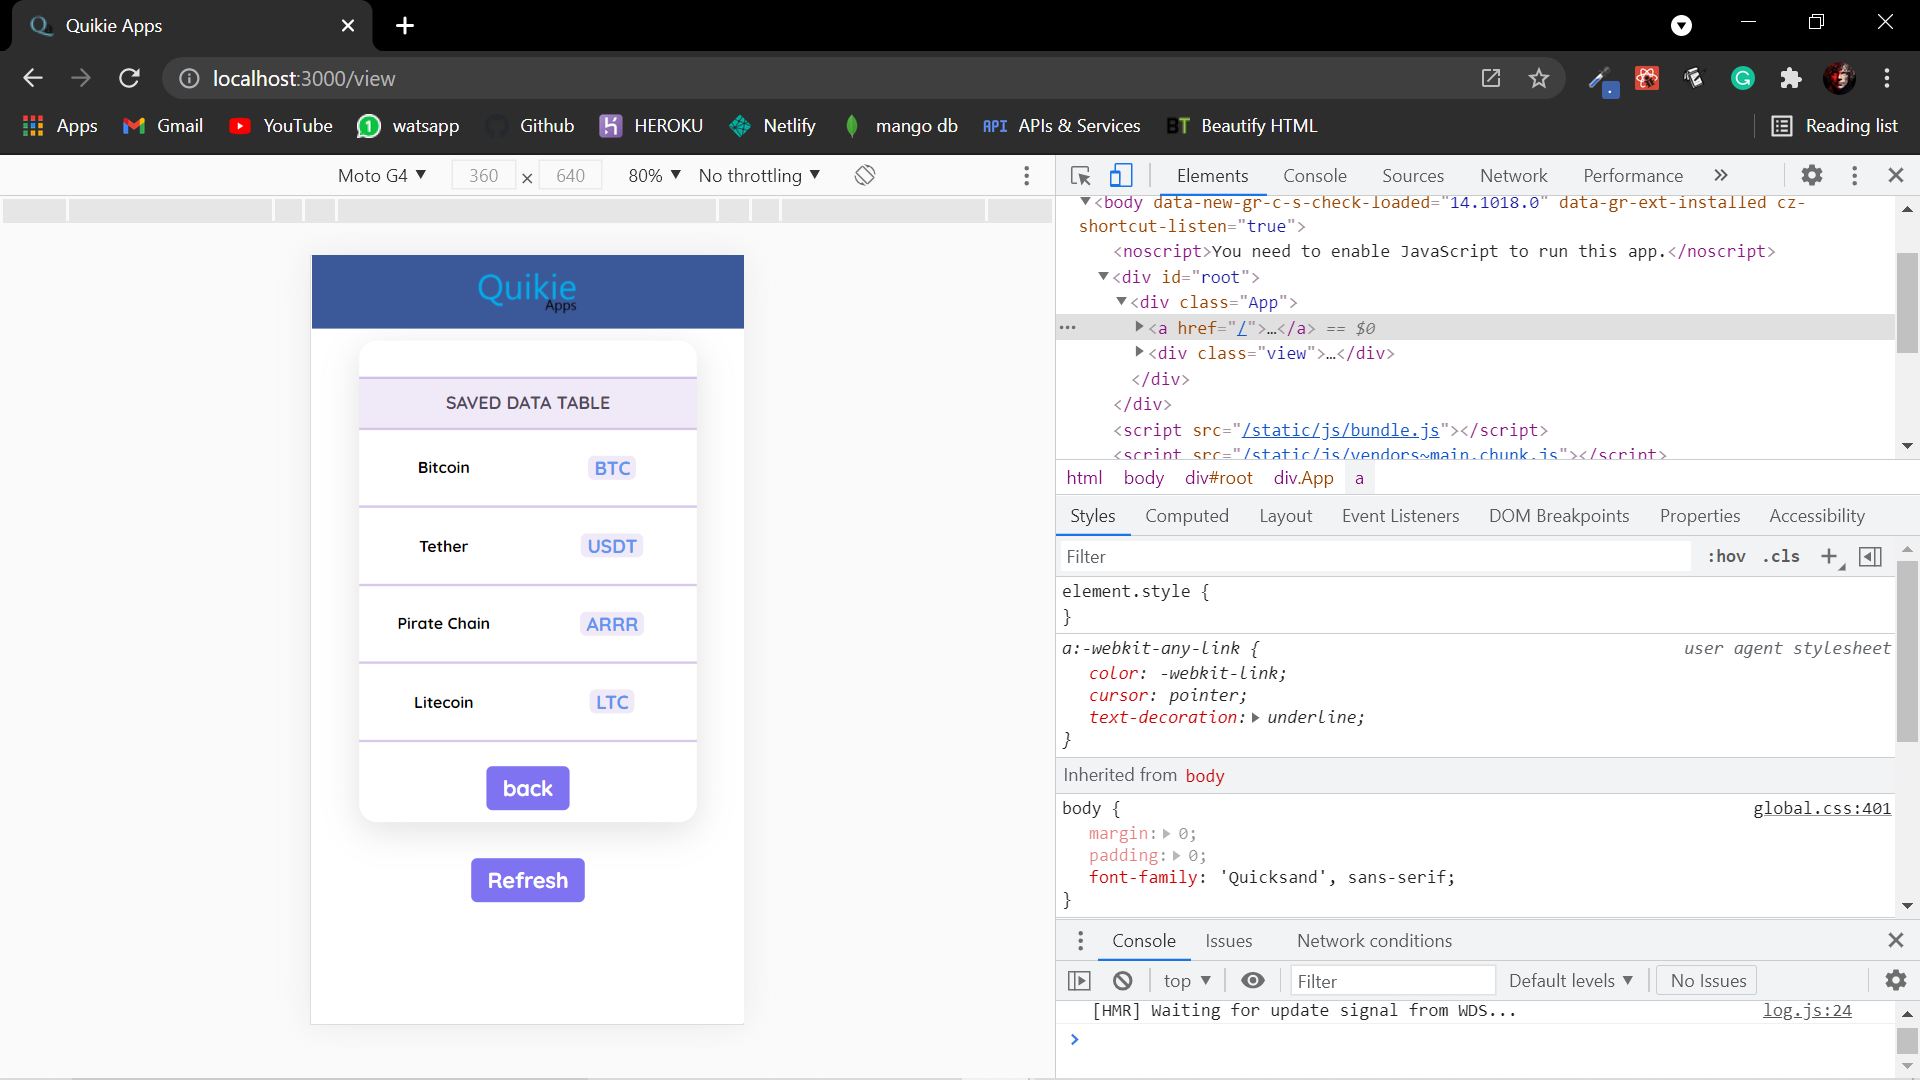 Quikie Apps
localhost:3000/view
Apps Gmail YouTube watsapp Github HEROKU Netlify mango db API APIs & Services BT Beautify HTML Reading list
Moto G4 360 × 640 80% No throttling
Elements Console Sources Network Performance
<body data-new-gr-c-s-check-loaded="14.1018.0" data-gr-ext-installed cz-
shortcut-listen="true">
<noscript>You need to enable JavaScript to run this app.</noscript>
<div id="root">
<div class="App">
<a href="/">…</a> == $0
<div class="view">…</div>
</div>
</div>
<script src="/static/js/bundle.js"></script>
<script src="/static/js/vendors~main.chunk.js"></script>
html body div#root div.App a
Styles Computed Layout Event Listeners DOM Breakpoints Properties Accessibility
Filter :hov .cls
element.style {
}
a:-webkit-any-link { user agent stylesheet
color: -webkit-link;
cursor: pointer;
text-decoration: underline;
}
Inherited from body
body { global.css:401
margin: 0;
padding: 0;
font-family: 'Quicksand', sans-serif;
}
Console Issues Network conditions
top Filter Default levels No Issues
[HMR] Waiting for update signal from WDS... log.js:24
Quikie
Apps
SAVED DATA TABLE
Bitcoin BTC
Tether USDT
Pirate Chain ARRR
Litecoin LTC
back
Refresh